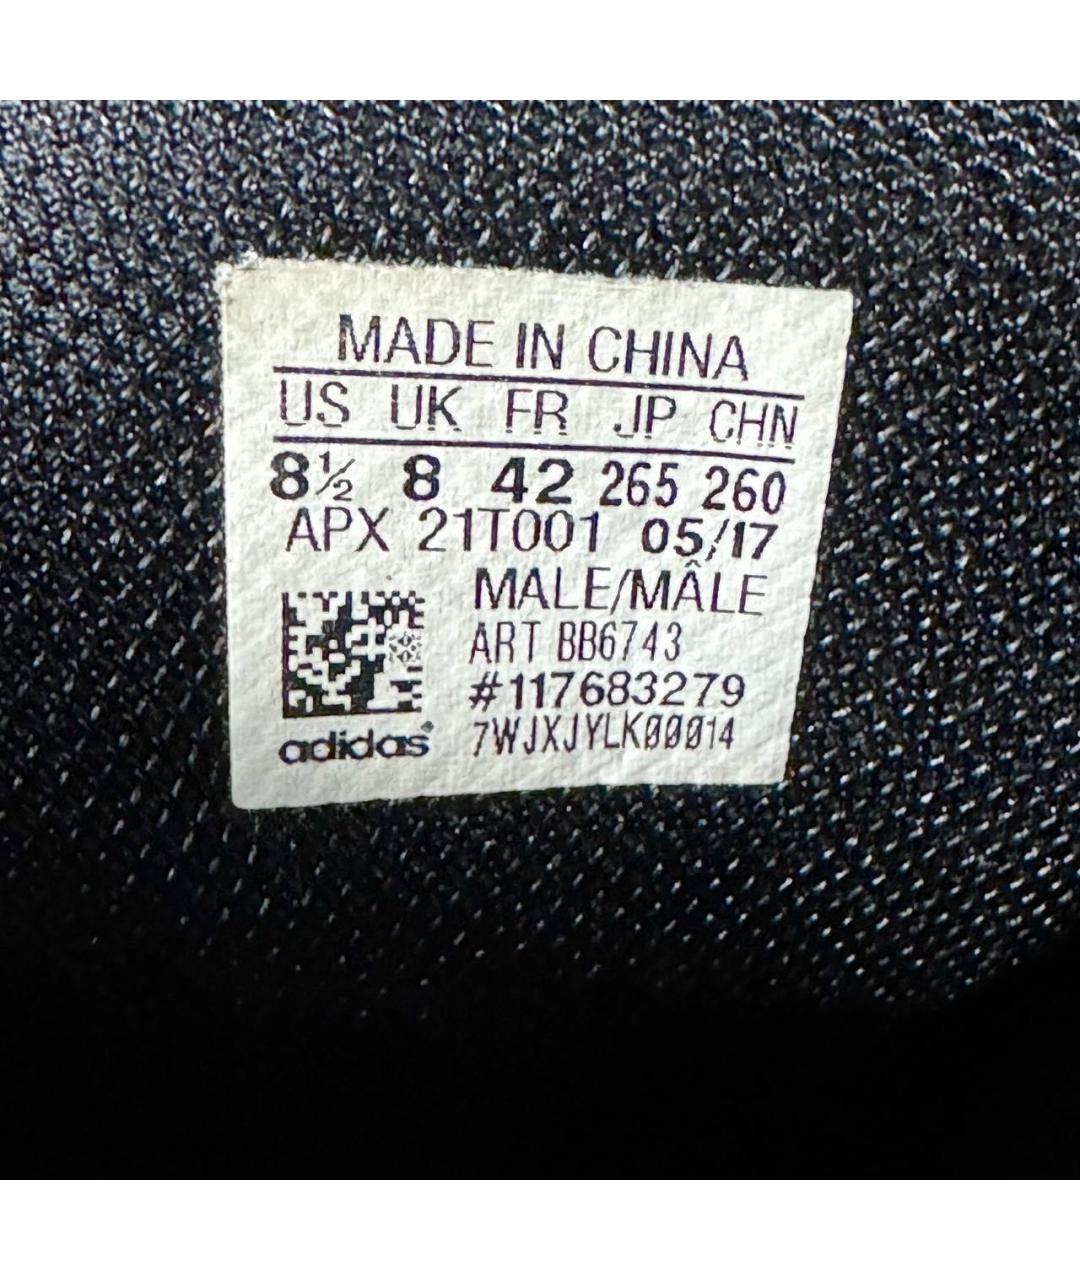 MADE IN CHINA
US UK FR JP CHN
8½ 8 42 265 260
APX 21T001 05/17
MALE/MÂLE
ART BB6743
#117683279
7WJXJYLK00014
adidas®